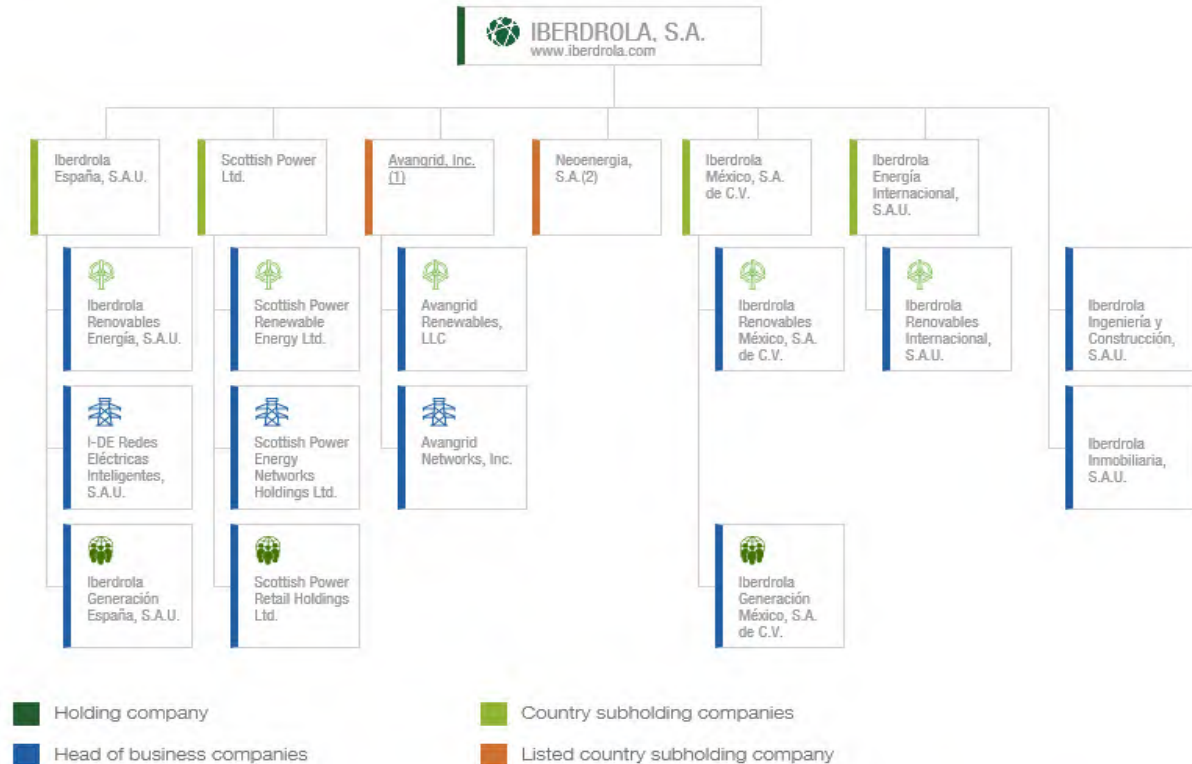 IBERDROLA, S.A.
www.iberdrola.com
Iberdrola
España, S.A.U.
Scottish Power
Ltd.
Avangrid, Inc.
(1)
Neoenergia,
S.A.(2)
Iberdrola
México, S.A.
de C.V.
Iberdrola
Energía
Internacional,
S.A.U.
Iberdrola
Renovables
Energía, S.A.U.
Scottish Power
Renewable
Energy Ltd.
Avangrid
Renewables,
LLC
Iberdrola
Renovables
México, S.A.
de C.V.
Iberdrola
Renovables
Internacional,
S.A.U.
Iberdrola
Ingeniería y
Construcción,
S.A.U.
I-DE Redes
Eléctricas
Inteligentes,
S.A.U.
Scottish Power
Energy
Networks
Holdings Ltd.
Avangrid
Networks, Inc.
Iberdrola
Inmobiliaria,
S.A.U.
Iberdrola
Generación
España, S.A.U.
Scottish Power
Retail Holdings
Ltd.
Iberdrola
Generación
México, S.A.
de C.V.
Holding company
Country subholding companies
Head of business companies
Listed country subholding company